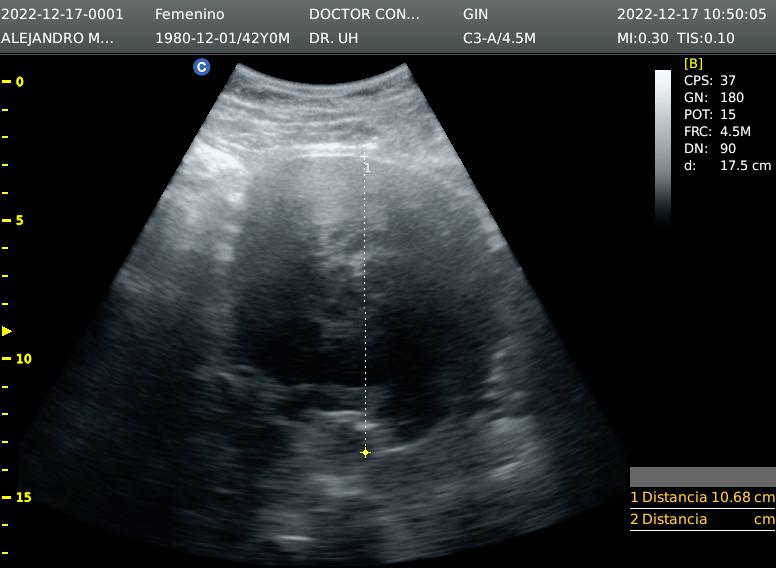 2022-12-17-0001 Femenino DOCTOR CON... GIN 2022-12-17 10:50:05
ALEJANDRO M... 1980-12-01/42Y0M DR. UH C3-A/4.5M MI:0.30 TIS:0.10
C
[B]
CPS: 37
GN: 180
POT: 15
FRC: 4.5M
DN: 90
d: 17.5 cm
0
1
5
10
15
1 Distancia 10.68 cm
2 Distancia cm